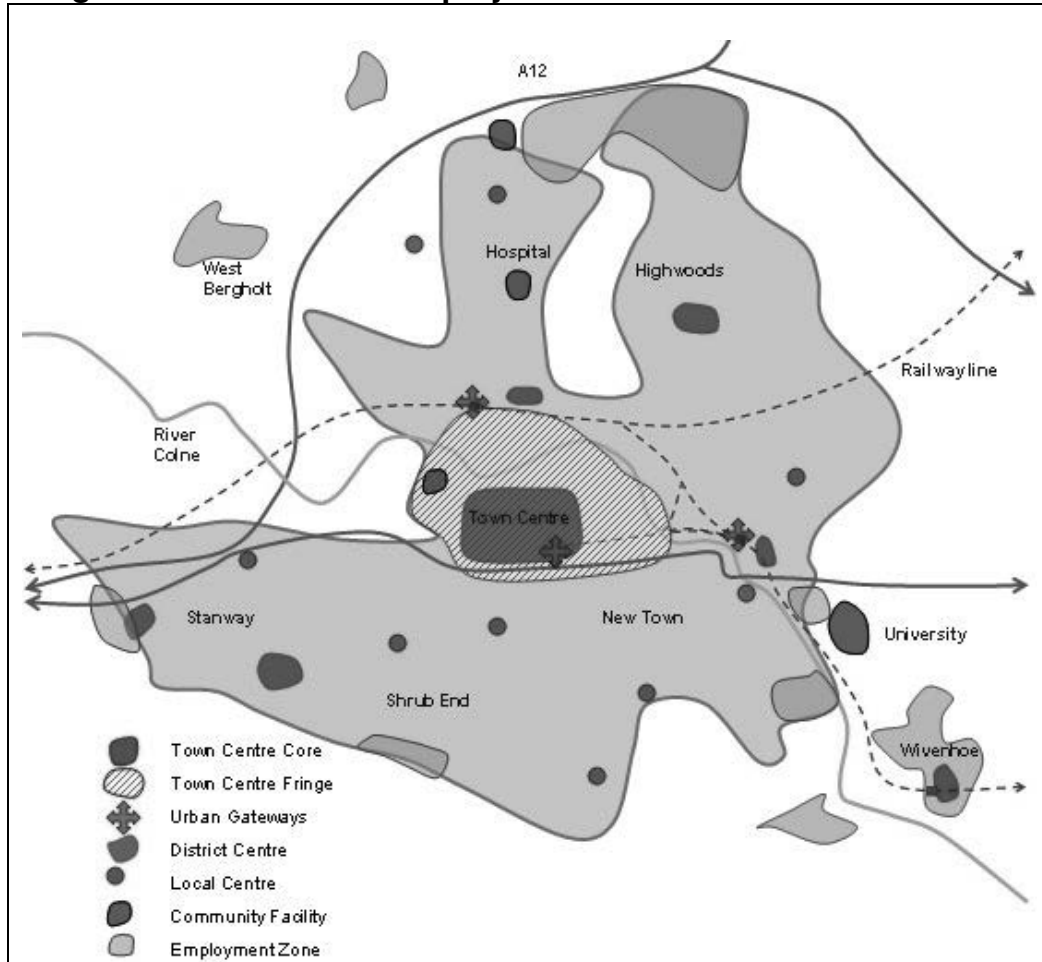 A12
Hospital
Highwoods
West
Bergholt
Railway line
River
Colne
Town Centre
Stanway
New Town
University
Shrub End
Wivenhoe
Town Centre Core
Town Centre Fringe
Urban Gateways
District Centre
Local Centre
Community Facility
Employment Zone